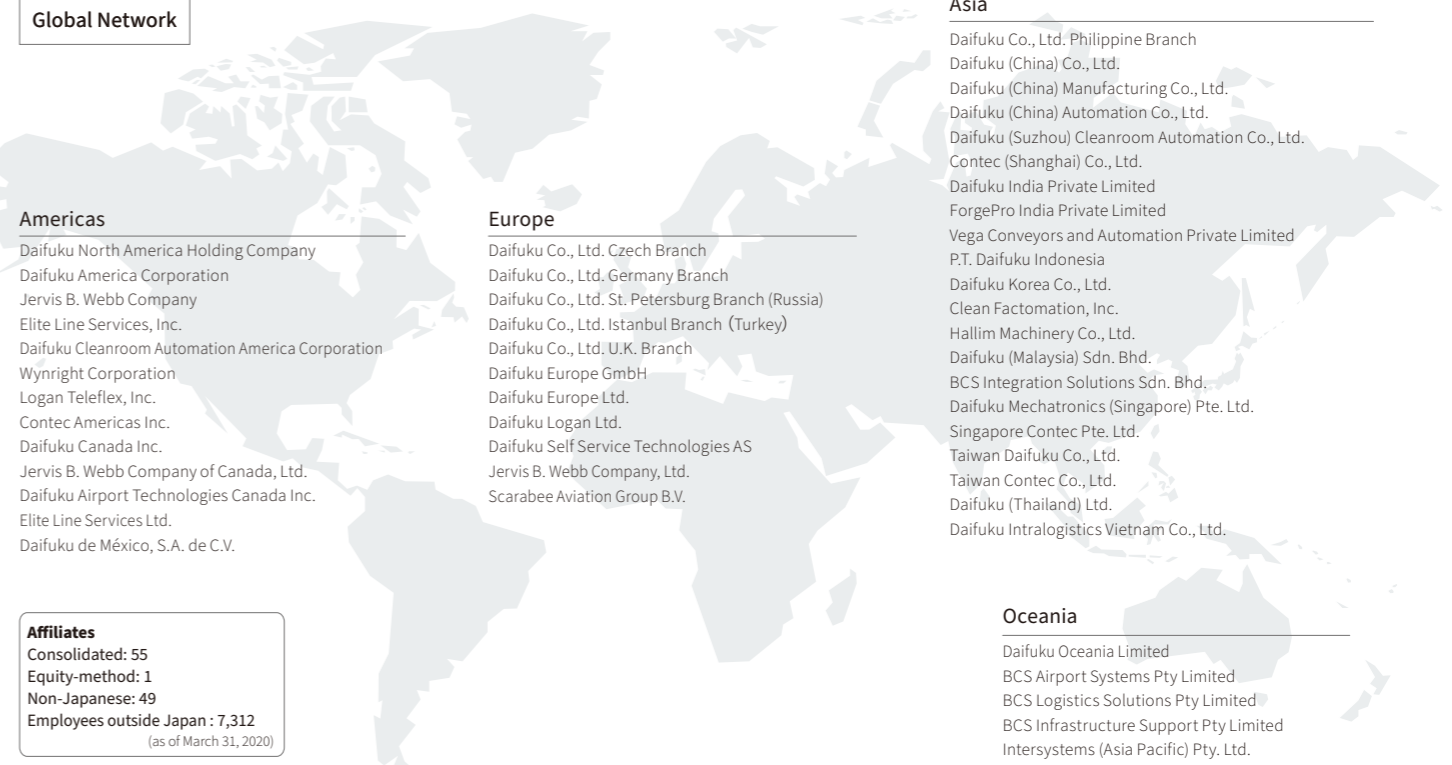 Global Network
Americas
Daifuku North America Holding Company
Daifuku America Corporation
Jervis B. Webb Company
Elite Line Services, Inc.
Daifuku Cleanroom Automation America Corporation
Wynright Corporation
Logan Teleflex, Inc.
Contec Americas Inc.
Daifuku Canada Inc.
Jervis B. Webb Company of Canada, Ltd.
Daifuku Airport Technologies Canada Inc.
Elite Line Services Ltd.
Daifuku de México, S.A. de C.V.
Affiliates
Consolidated: 55
Equity-method: 1
Non-Japanese: 49
Employees outside Japan : 7,312
(as of March 31, 2020)
Europe
Daifuku Co., Ltd. Czech Branch
Daifuku Co., Ltd. Germany Branch
Daifuku Co., Ltd. St. Petersburg Branch (Russia)
Daifuku Co., Ltd. Istanbul Branch（Turkey）
Daifuku Co., Ltd. U.K. Branch
Daifuku Europe GmbH
Daifuku Europe Ltd.
Daifuku Logan Ltd.
Daifuku Self Service Technologies AS
Jervis B. Webb Company, Ltd.
Scarabee Aviation Group B.V.
Asia
Daifuku Co., Ltd. Philippine Branch
Daifuku (China) Co., Ltd.
Daifuku (China) Manufacturing Co., Ltd.
Daifuku (China) Automation Co., Ltd.
Daifuku (Suzhou) Cleanroom Automation Co., Ltd.
Contec (Shanghai) Co., Ltd.
Daifuku India Private Limited
ForgePro India Private Limited
Vega Conveyors and Automation Private Limited
P.T. Daifuku Indonesia
Daifuku Korea Co., Ltd.
Clean Factomation, Inc.
Hallim Machinery Co., Ltd.
Daifuku (Malaysia) Sdn. Bhd.
BCS Integration Solutions Sdn. Bhd.
Daifuku Mechatronics (Singapore) Pte. Ltd.
Singapore Contec Pte. Ltd.
Taiwan Daifuku Co., Ltd.
Taiwan Contec Co., Ltd.
Daifuku (Thailand) Ltd.
Daifuku Intralogistics Vietnam Co., Ltd.
Oceania
Daifuku Oceania Limited
BCS Airport Systems Pty Limited
BCS Logistics Solutions Pty Limited
BCS Infrastructure Support Pty Limited
Intersystems (Asia Pacific) Pty. Ltd.